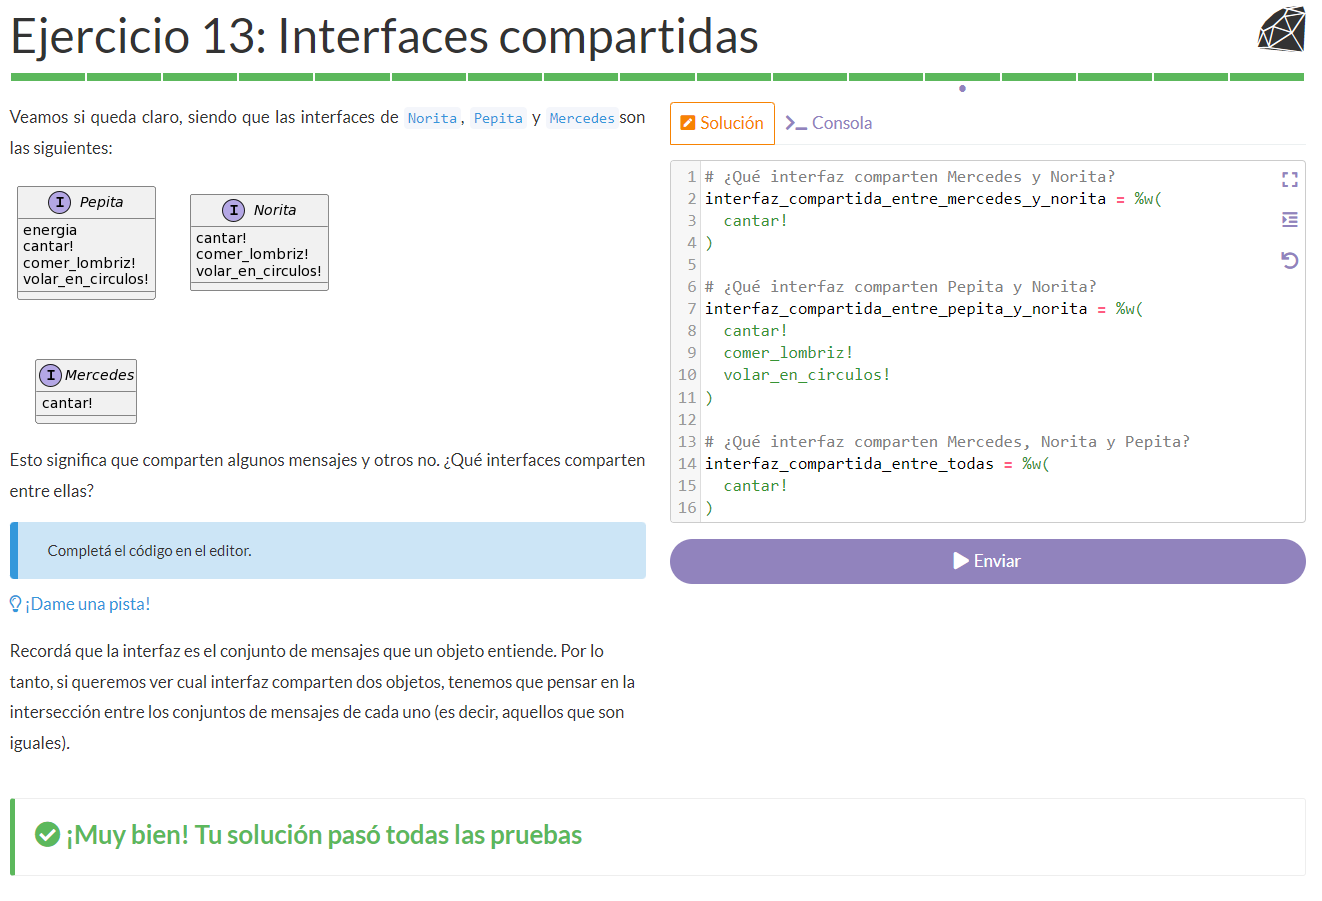 Ejercicio 13: Interfaces compartidas
Veamos si queda claro, siendo que las interfaces de Norita, Pepita y Mercedes son
las siguientes:
I Pepita
energia
cantar!
comer_lombriz!
volar_en_circulos!
I Norita
cantar!
comer_lombriz!
volar_en_circulos!
I Mercedes
cantar!
Esto significa que comparten algunos mensajes y otros no. ¿Qué interfaces comparten
entre ellas?
Completá el código en el editor.
¡Dame una pista!
Recordá que la interfaz es el conjunto de mensajes que un objeto entiende. Por lo
tanto, si queremos ver cual interfaz comparten dos objetos, tenemos que pensar en la
intersección entre los conjuntos de mensajes de cada uno (es decir, aquellos que son
iguales).
Solución
Consola
1 # ¿Qué interfaz comparten Mercedes y Norita?
2 interfaz_compartida_entre_mercedes_y_norita = %w(
3   cantar!
4 )
5
6 # ¿Qué interfaz comparten Pepita y Norita?
7 interfaz_compartida_entre_pepita_y_norita = %w(
8   cantar!
9   comer_lombriz!
10   volar_en_circulos!
11 )
12
13 # ¿Qué interfaz comparten Mercedes, Norita y Pepita?
14 interfaz_compartida_entre_todas = %w(
15   cantar!
16 )
Enviar
¡Muy bien! Tu solución pasó todas las pruebas